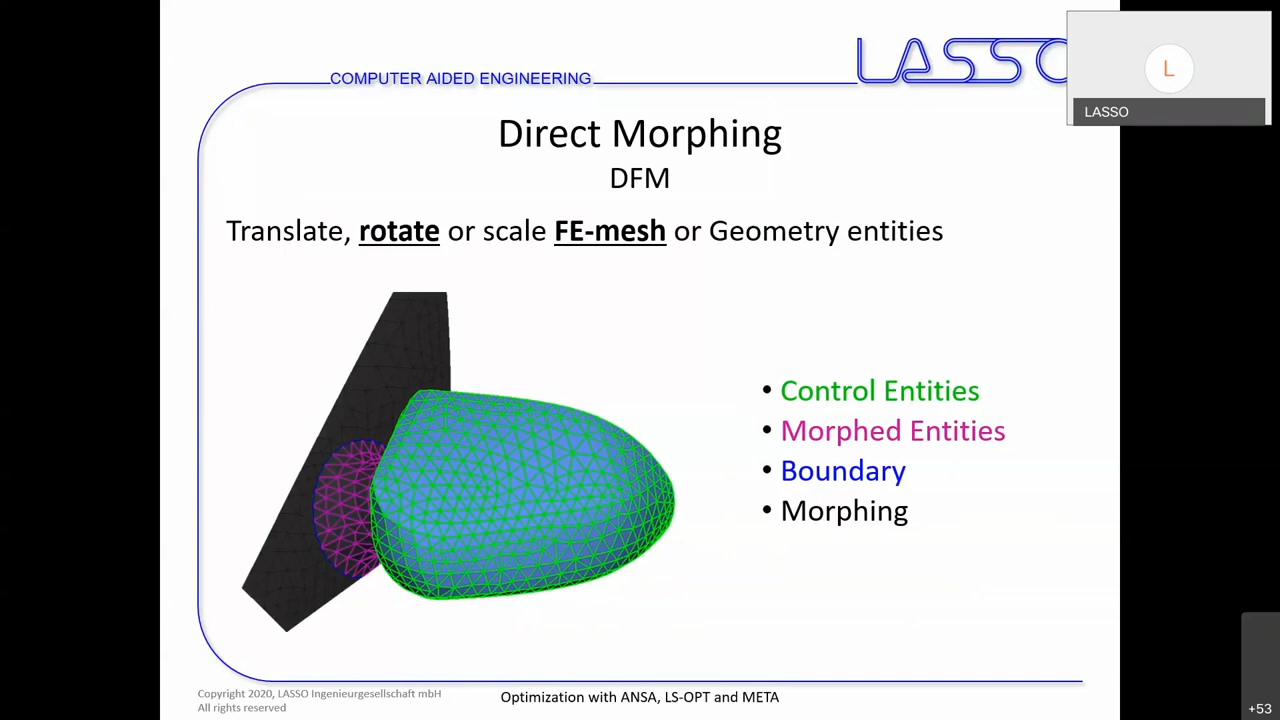 LASSO
COMPUTER AIDED ENGINEERING
L
LASSO
Direct Morphing
DFM
Translate, rotate or scale FE-mesh or Geometry entities
• Control Entities
• Morphed Entities
• Boundary
• Morphing
Copyright 2020, LASSO Ingenieurgesellschaft mbH
All rights reserved
Optimization with ANSA, LS-OPT and META
+53